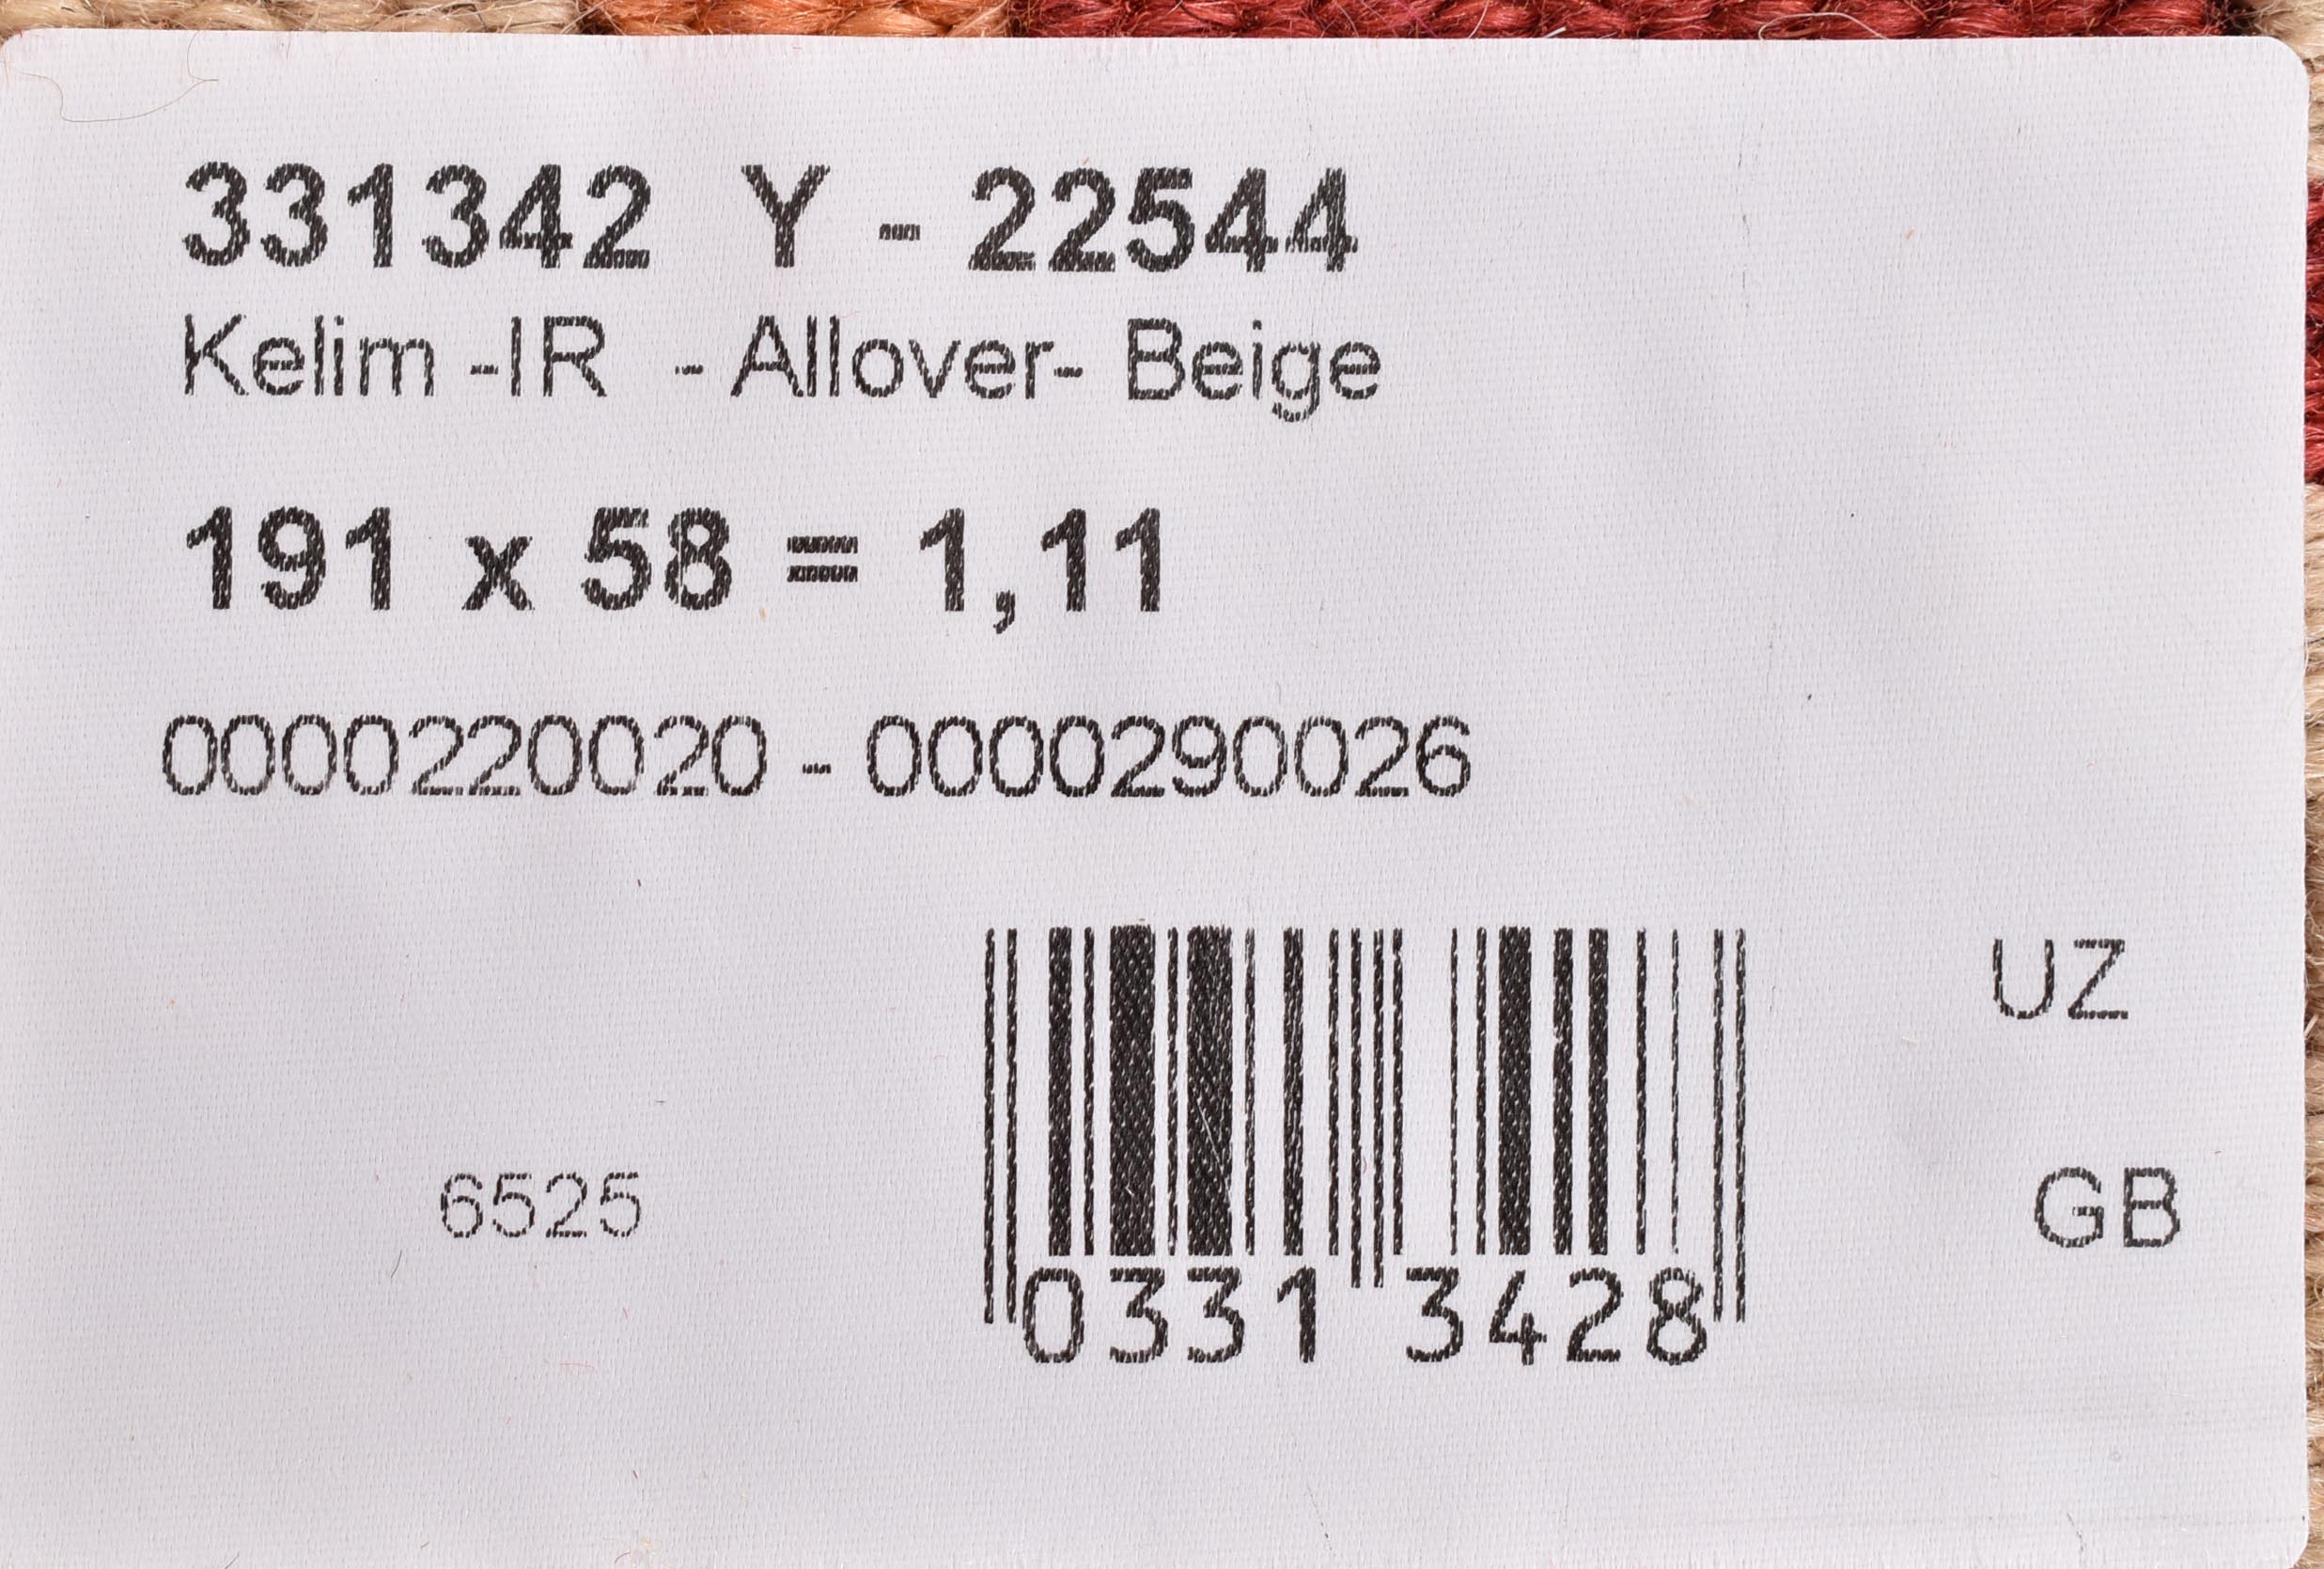 331342 Y - 22544
Kelim -IR - Allover- Beige
191 x 58 = 1,11
0000220020 - 0000290026
UZ
6525
GB
0331 3428